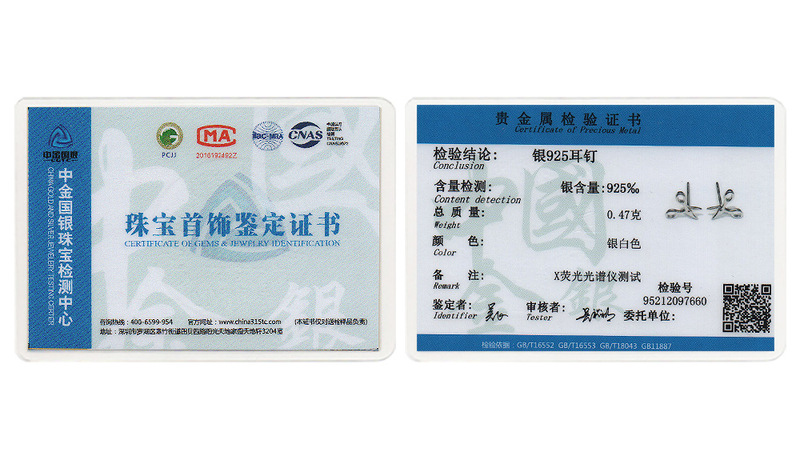 中金国银
CGTC
中金国银珠宝检测中心
CHINA GOLD AND SILVER JEWELERY TESTING CENTER
PCJJ
MA
2016192492Z
ilac-MRA
CNAS
TESTING
珠宝首饰鉴定证书
CERTIFICATE OF GEMS & JEWELRY IDENTIFICATION
咨询热线：400-6599-954 官方网址：www.china315tc.com (本证书仅对送检样品负责)
贵金属检验证书
Certificate of Precious Metal
检验结论： 银925耳钉
Conclusion
含量检测： 银含量:925‰
Content detection
总质量： 0.47克
Weight
颜色： 银白色
Color
备注： X荧光光谱仪测试
Remark
检验号
95212097660
鉴定者： 审核者： 委托单位：
Identifier Tester
检验依据：GB/T16552 GB/T16553 GB/T18043 GB11887